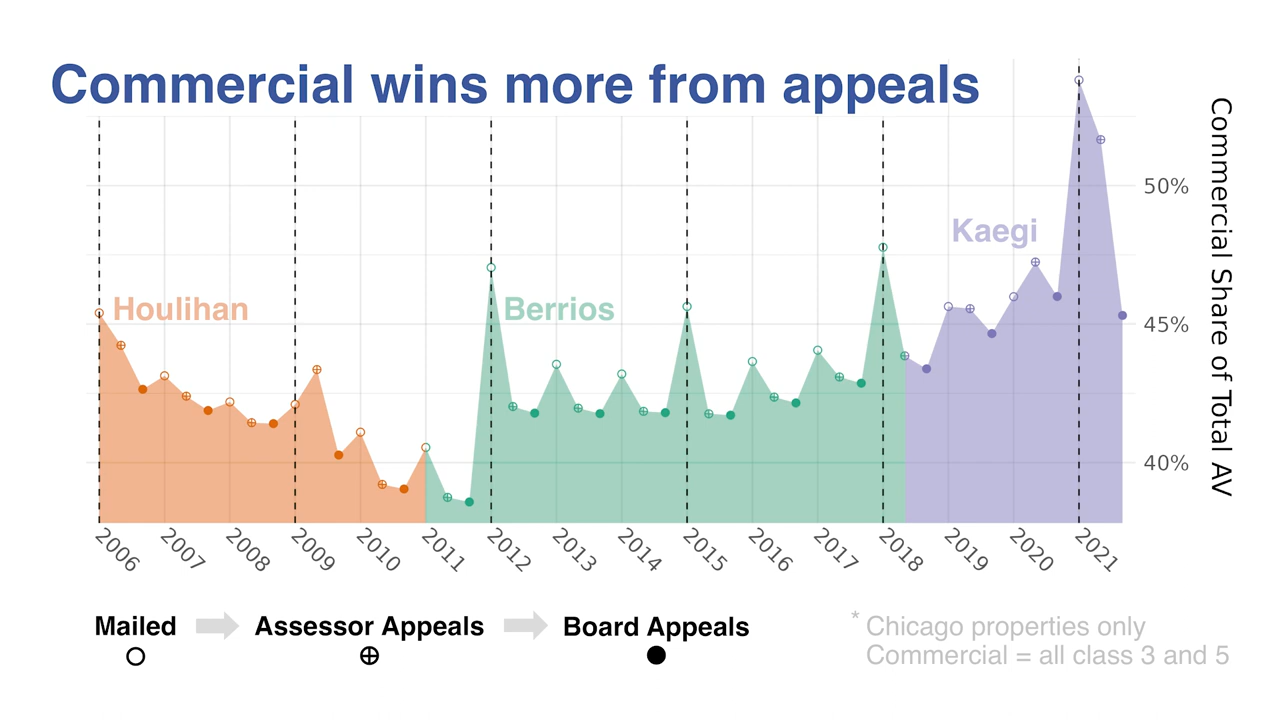 Commercial wins more from appeals
Commercial Share of Total AV
50%
45%
40%
Houlihan
Berrios
Kaegi
2006
2007
2008
2009
2010
2011
2012
2013
2014
2015
2016
2017
2018
2019
2020
2021
Mailed
Assessor Appeals
Board Appeals
* Chicago properties only
Commercial = all class 3 and 5